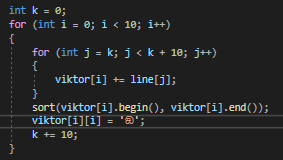 int k = 0;
for (int i = 0; i < 10; i++)
{
for (int j = k; j < k + 10; j++)
{
viktor[i] += line[j];
}
sort(viktor[i].begin(), viktor[i].end());
viktor[i][i] = '®';
k += 10;
}